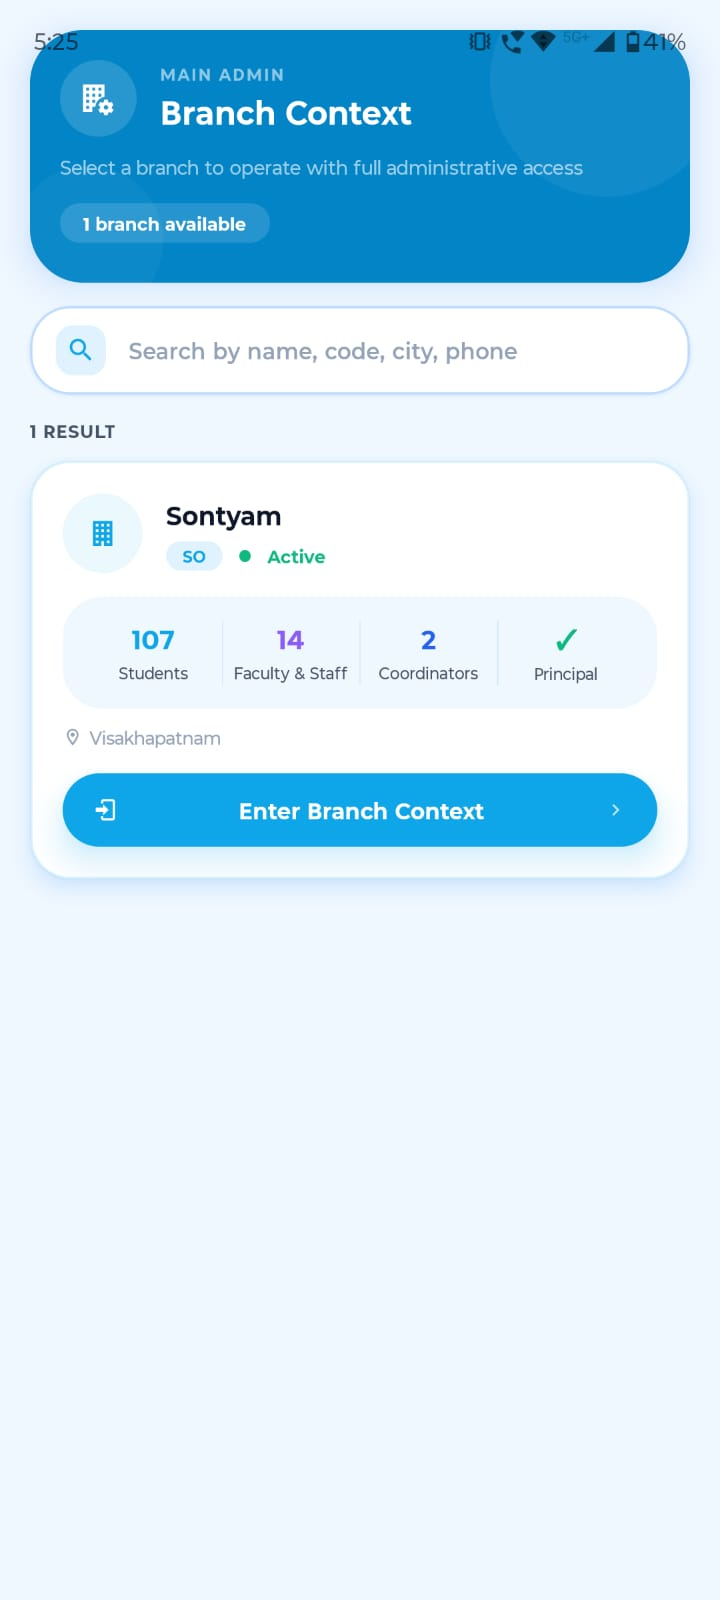 5:25 5G+ 41%
MAIN ADMIN
Branch Context
Select a branch to operate with full administrative access
1 branch available
Search by name, code, city, phone
1 RESULT
Sontyam
SO Active
107 14 2 ✓
Students Faculty & Staff Coordinators Principal
Visakhapatnam
Enter Branch Context